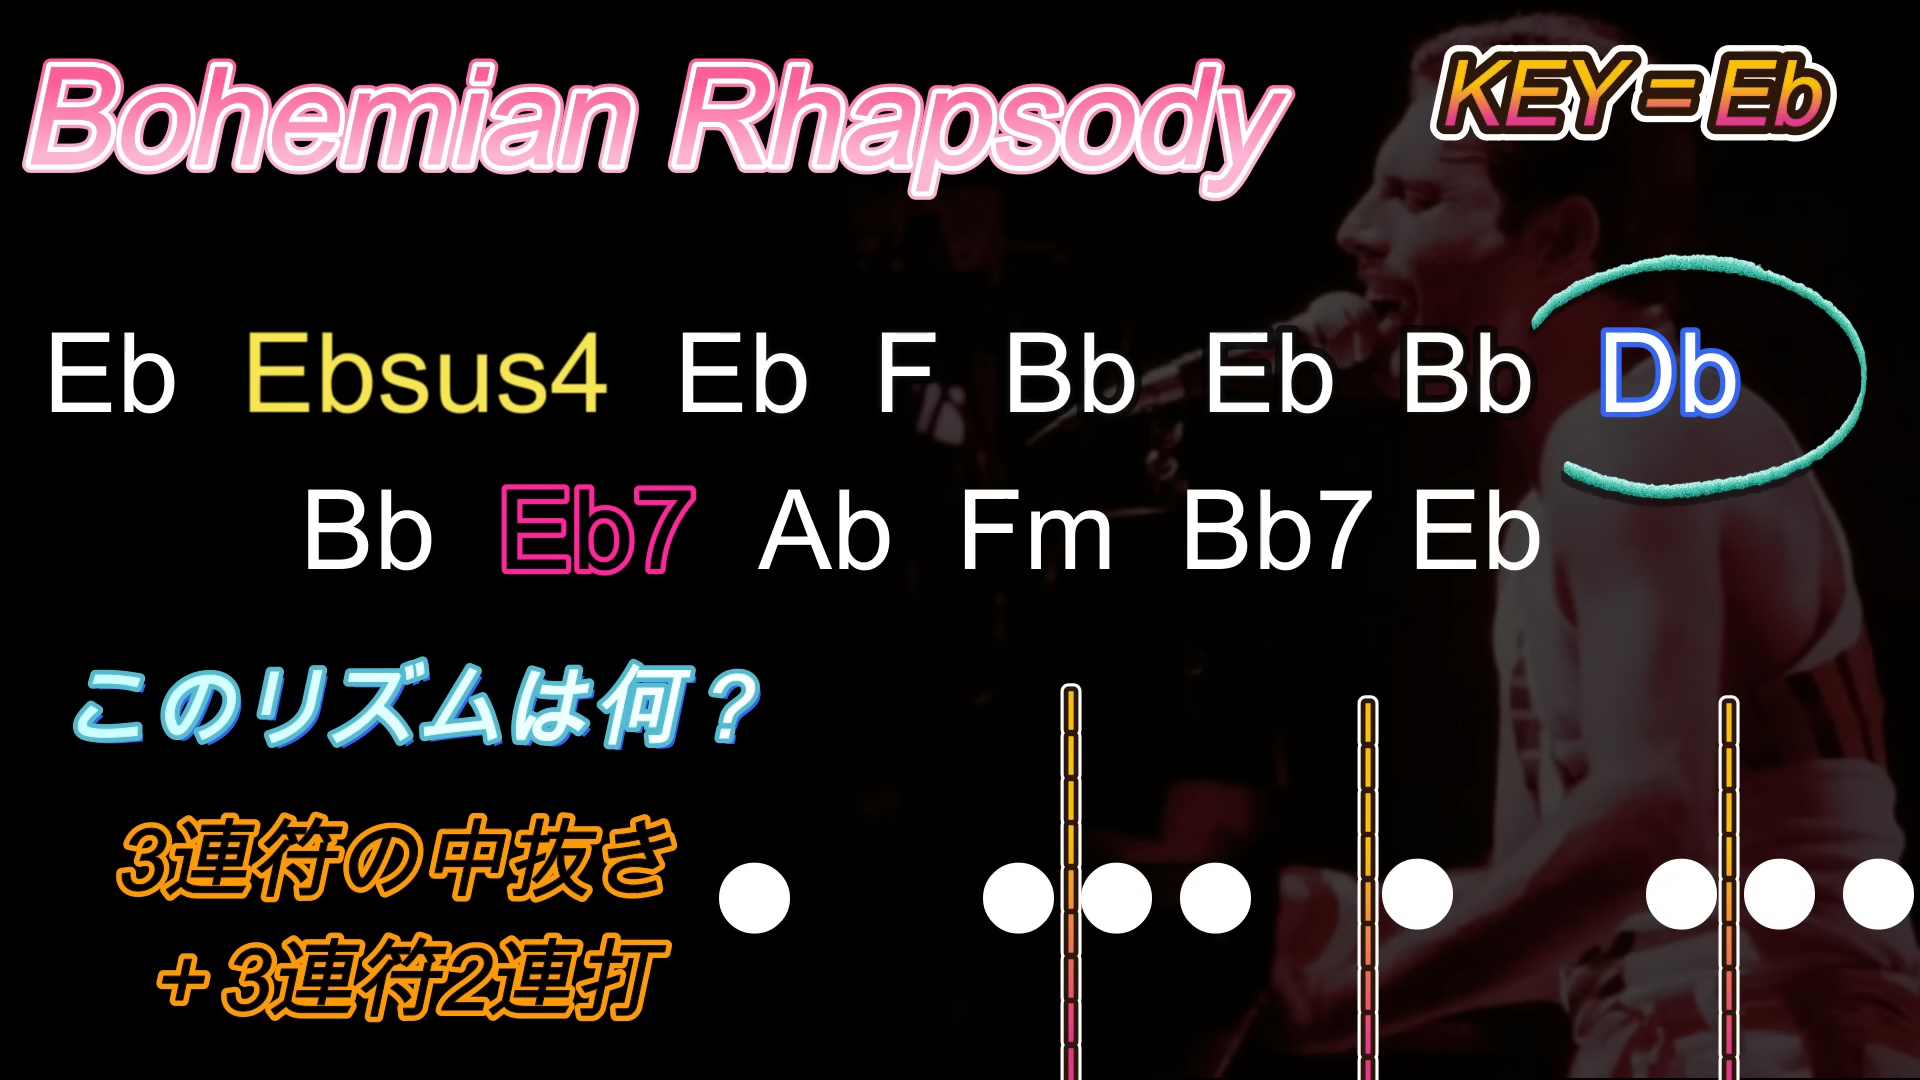 Bohemian Rhapsody
KEY=Eb
Eb Ebsus4 Eb F Bb Eb Bb Db
Bb Eb7 Ab Fm Bb7 Eb
このリズムは何？
3連符の中抜き
+3連符2連打